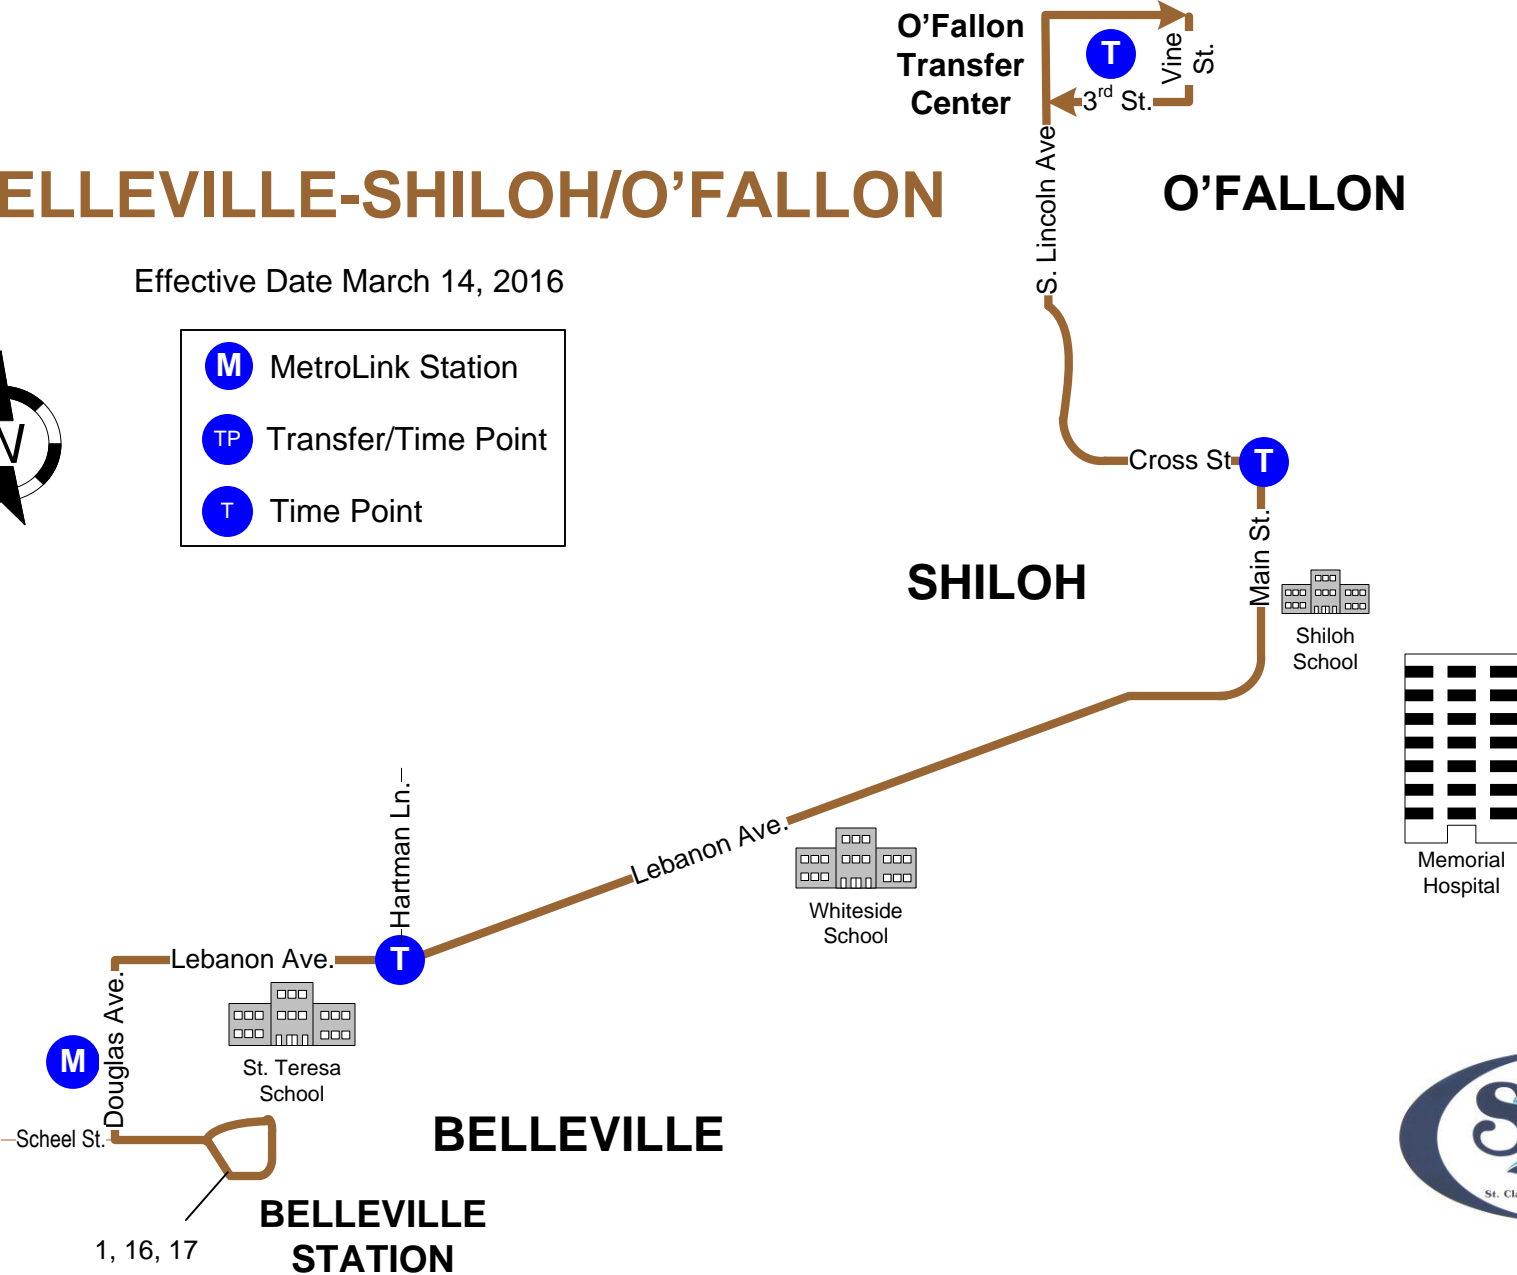 O'Fallon
Transfer
Center
T
Vine
St.
3rd St.
S. Lincoln Ave
ELLEVILLE-SHILOH/O'FALLON
O'FALLON
Effective Date March 14, 2016
M MetroLink Station
TP Transfer/Time Point
T Time Point
N
Cross St
T
Main St.
SHILOH
Shiloh
School
Hartman Ln.
Lebanon Ave.
Whiteside
School
Memorial
Hospital
Lebanon Ave.
T
Douglas Ave.
M
St. Teresa
School
Scheel St.
BELLEVILLE
BELLEVILLE
STATION
1, 16, 17
St. Cl